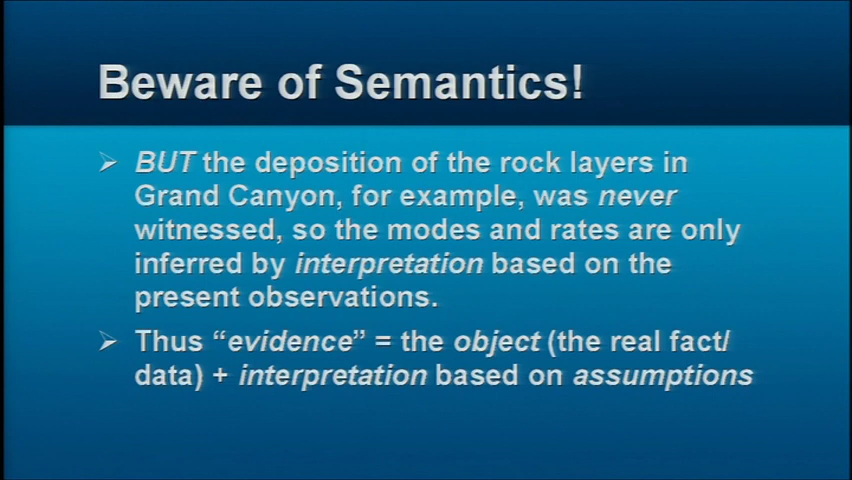 Beware of Semantics!
➢ BUT the deposition of the rock layers in
Grand Canyon, for example, was never
witnessed, so the modes and rates are only
inferred by interpretation based on the
present observations.
➢ Thus “evidence” = the object (the real fact/
data) + interpretation based on assumptions